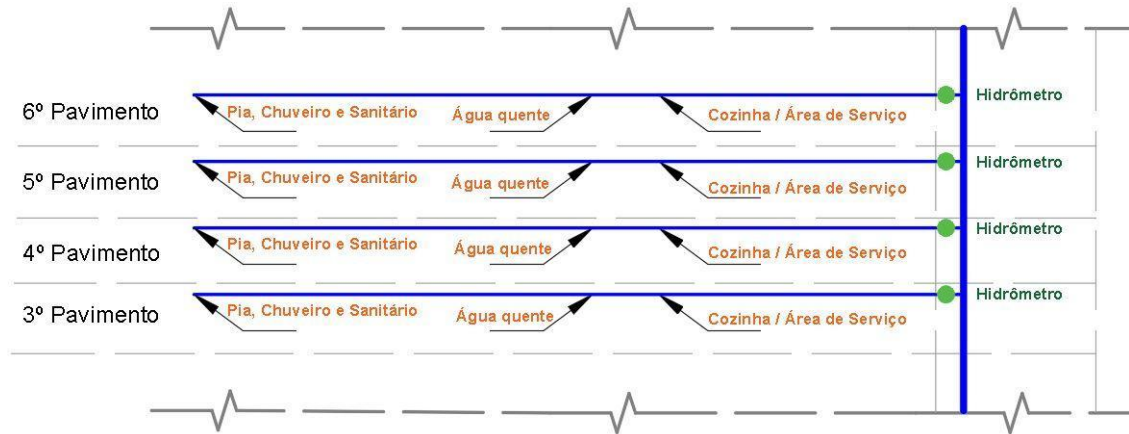 6º Pavimento
Pia, Chuveiro e Sanitário
Água quente
Cozinha / Área de Serviço
Hidrômetro
5º Pavimento
Pia, Chuveiro e Sanitário
Água quente
Cozinha / Área de Serviço
Hidrômetro
4º Pavimento
Pia, Chuveiro e Sanitário
Água quente
Cozinha / Área de Serviço
Hidrômetro
3º Pavimento
Pia, Chuveiro e Sanitário
Água quente
Cozinha / Área de Serviço
Hidrômetro